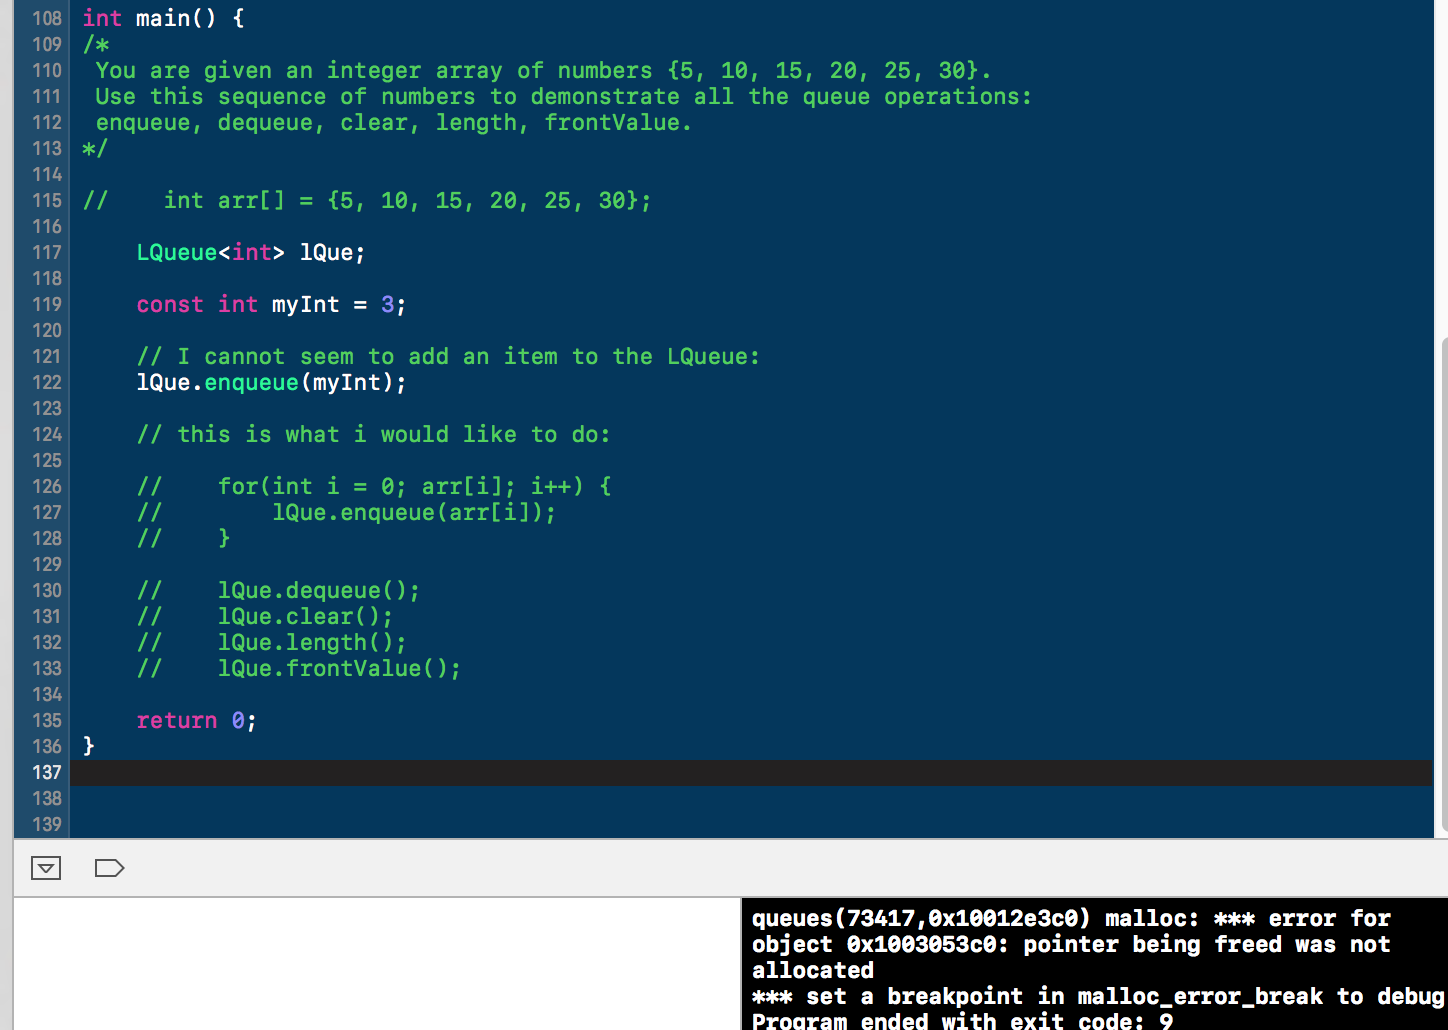 108 int main() {
109 /*
110 You are given an integer array of numbers {5, 10, 15, 20, 25, 30}.
111 Use this sequence of numbers to demonstrate all the queue operations:
112 enqueue, dequeue, clear, length, frontValue.
113 */
114
115 // int arr[] = {5, 10, 15, 20, 25, 30};
116
117 LQueue<int> lQue;
118
119 const int myInt = 3;
120
121 // I cannot seem to add an item to the LQueue:
122 lQue.enqueue(myInt);
123
124 // this is what i would like to do:
125
126 // for(int i = 0; arr[i]; i++) {
127 // lQue.enqueue(arr[i]);
128 // }
129
130 // lQue.dequeue();
131 // lQue.clear();
132 // lQue.length();
133 // lQue.frontValue();
134
135 return 0;
136 }
137
138
139
queues(73417,0x10012e3c0) malloc: *** error for
object 0x1003053c0: pointer being freed was not
allocated
*** set a breakpoint in malloc_error_break to debug
Program ended with exit code: 9